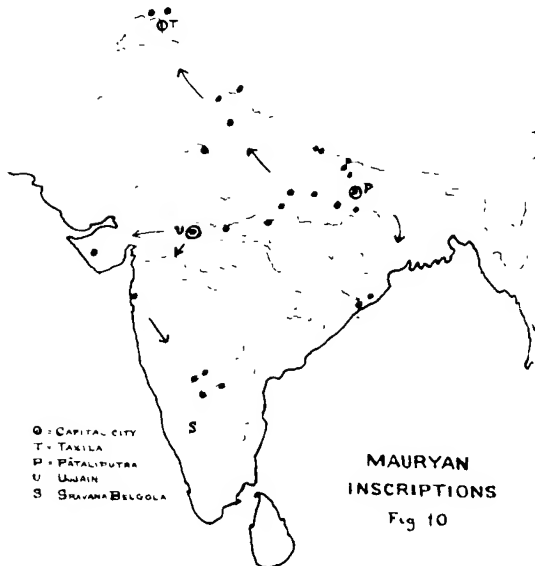 T
P
U
S
⊙ = CAPITAL CITY
T = TAXILA
P = PĀTALIPUTRA
U UJJAIN
S SRAVANA BELGOLA
MAURYAN
INSCRIPTIONS
Fig 10